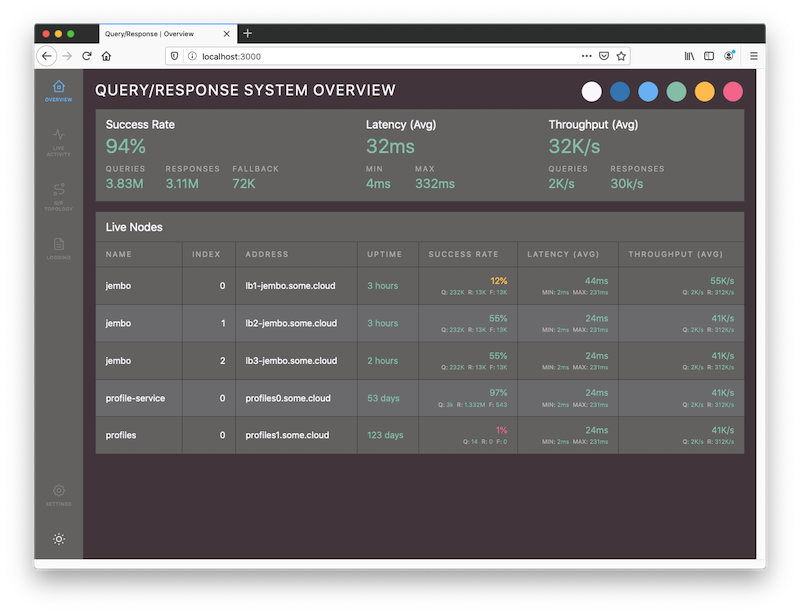 Query/Response | Overview
localhost:3000
OVERVIEW
LIVE
ACTIVITY
Q/R
TOPOLOGY
LOGGING
SETTINGS
QUERY/RESPONSE SYSTEM OVERVIEW
Success Rate
94%
QUERIES RESPONSES FALLBACK
3.83M 3.11M 72K
Latency (Avg)
32ms
MIN MAX
4ms 332ms
Throughput (Avg)
32K/s
QUERIES RESPONSES
2K/s 30k/s
Live Nodes
NAME INDEX ADDRESS UPTIME SUCCESS RATE LATENCY (AVG) THROUGHPUT (AVG)
jembo 0 lb1-jembo.some.cloud 3 hours 12% 44ms 55K/s
Q: 232K R: 13K F: 13K MIN: 2ms MAX: 231ms Q: 2K/s R: 312K/s
jembo 1 lb2-jembo.some.cloud 3 hours 55% 24ms 41K/s
Q: 232K R: 13K F: 13K MIN: 2ms MAX: 231ms Q: 2K/s R: 312K/s
jembo 2 lb3-jembo.some.cloud 2 hours 55% 24ms 41K/s
Q: 232K R: 13K F: 13K MIN: 2ms MAX: 231ms Q: 2K/s R: 312K/s
profile-service 0 profiles0.some.cloud 53 days 97% 24ms 41K/s
Q: 3k R: 1.332M F: 543 MIN: 2ms MAX: 231ms Q: 2K/s R: 312K/s
profiles 0 profiles1.some.cloud 123 days 1% 24ms 41K/s
Q: 14 R: 0 F: 0 MIN: 2ms MAX: 231ms Q: 2K/s R: 312K/s